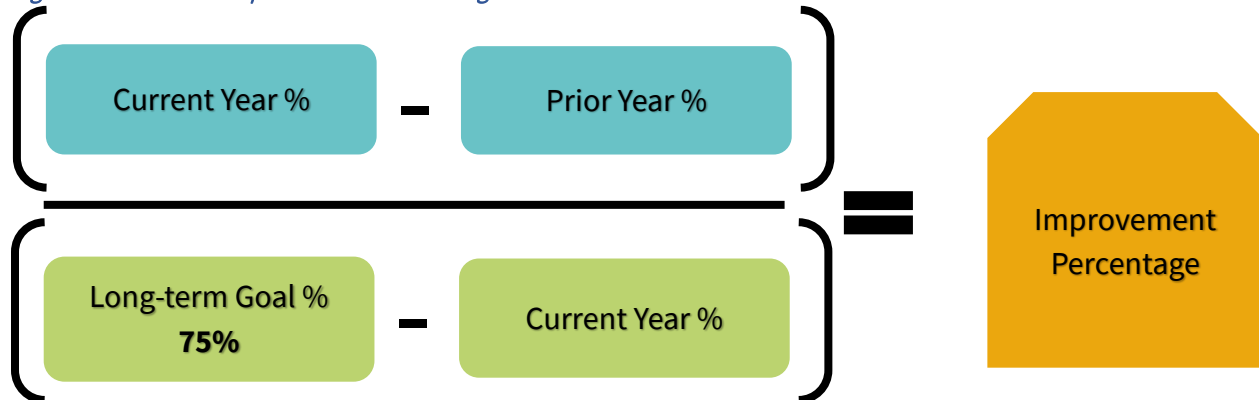 Current Year % - Prior Year %
=
Improvement
Percentage
Long-term Goal %
75%
- Current Year %